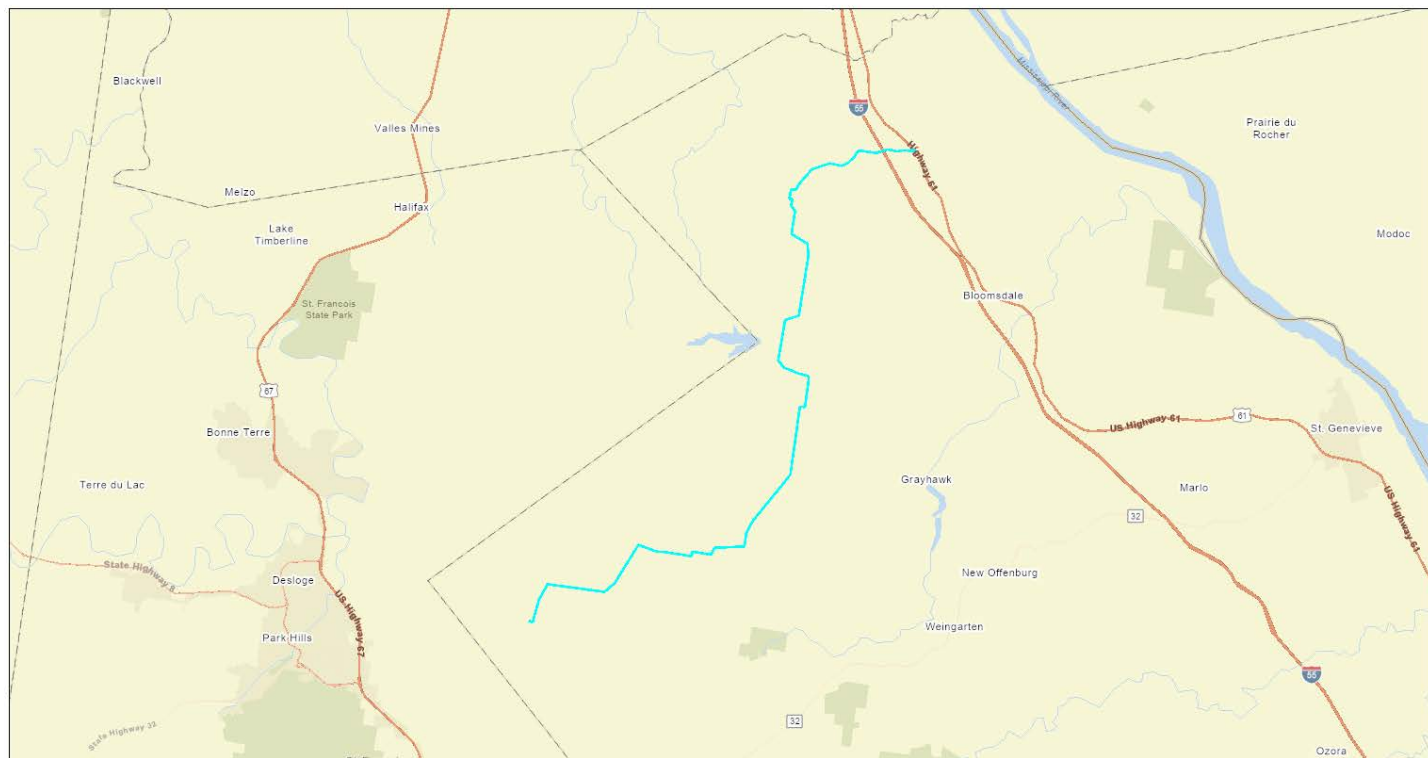 Blackwell
Valles Mines
Melzo
Halifax
Lake
Timberline
St. Francois
State Park
67
Bonne Terre
Terre du Lac
State Highway 8
Desloge
US Highway 67
Park Hills
State Highway 32
55
Highway 61
Mississippi River
Prairie du
Rocher
Modoc
Bloomsdale
US Highway 61
61
St. Genevieve
Grayhawk
Marlo
32
US Highway 61
New Offenburg
Weingarten
32
55
Ozora